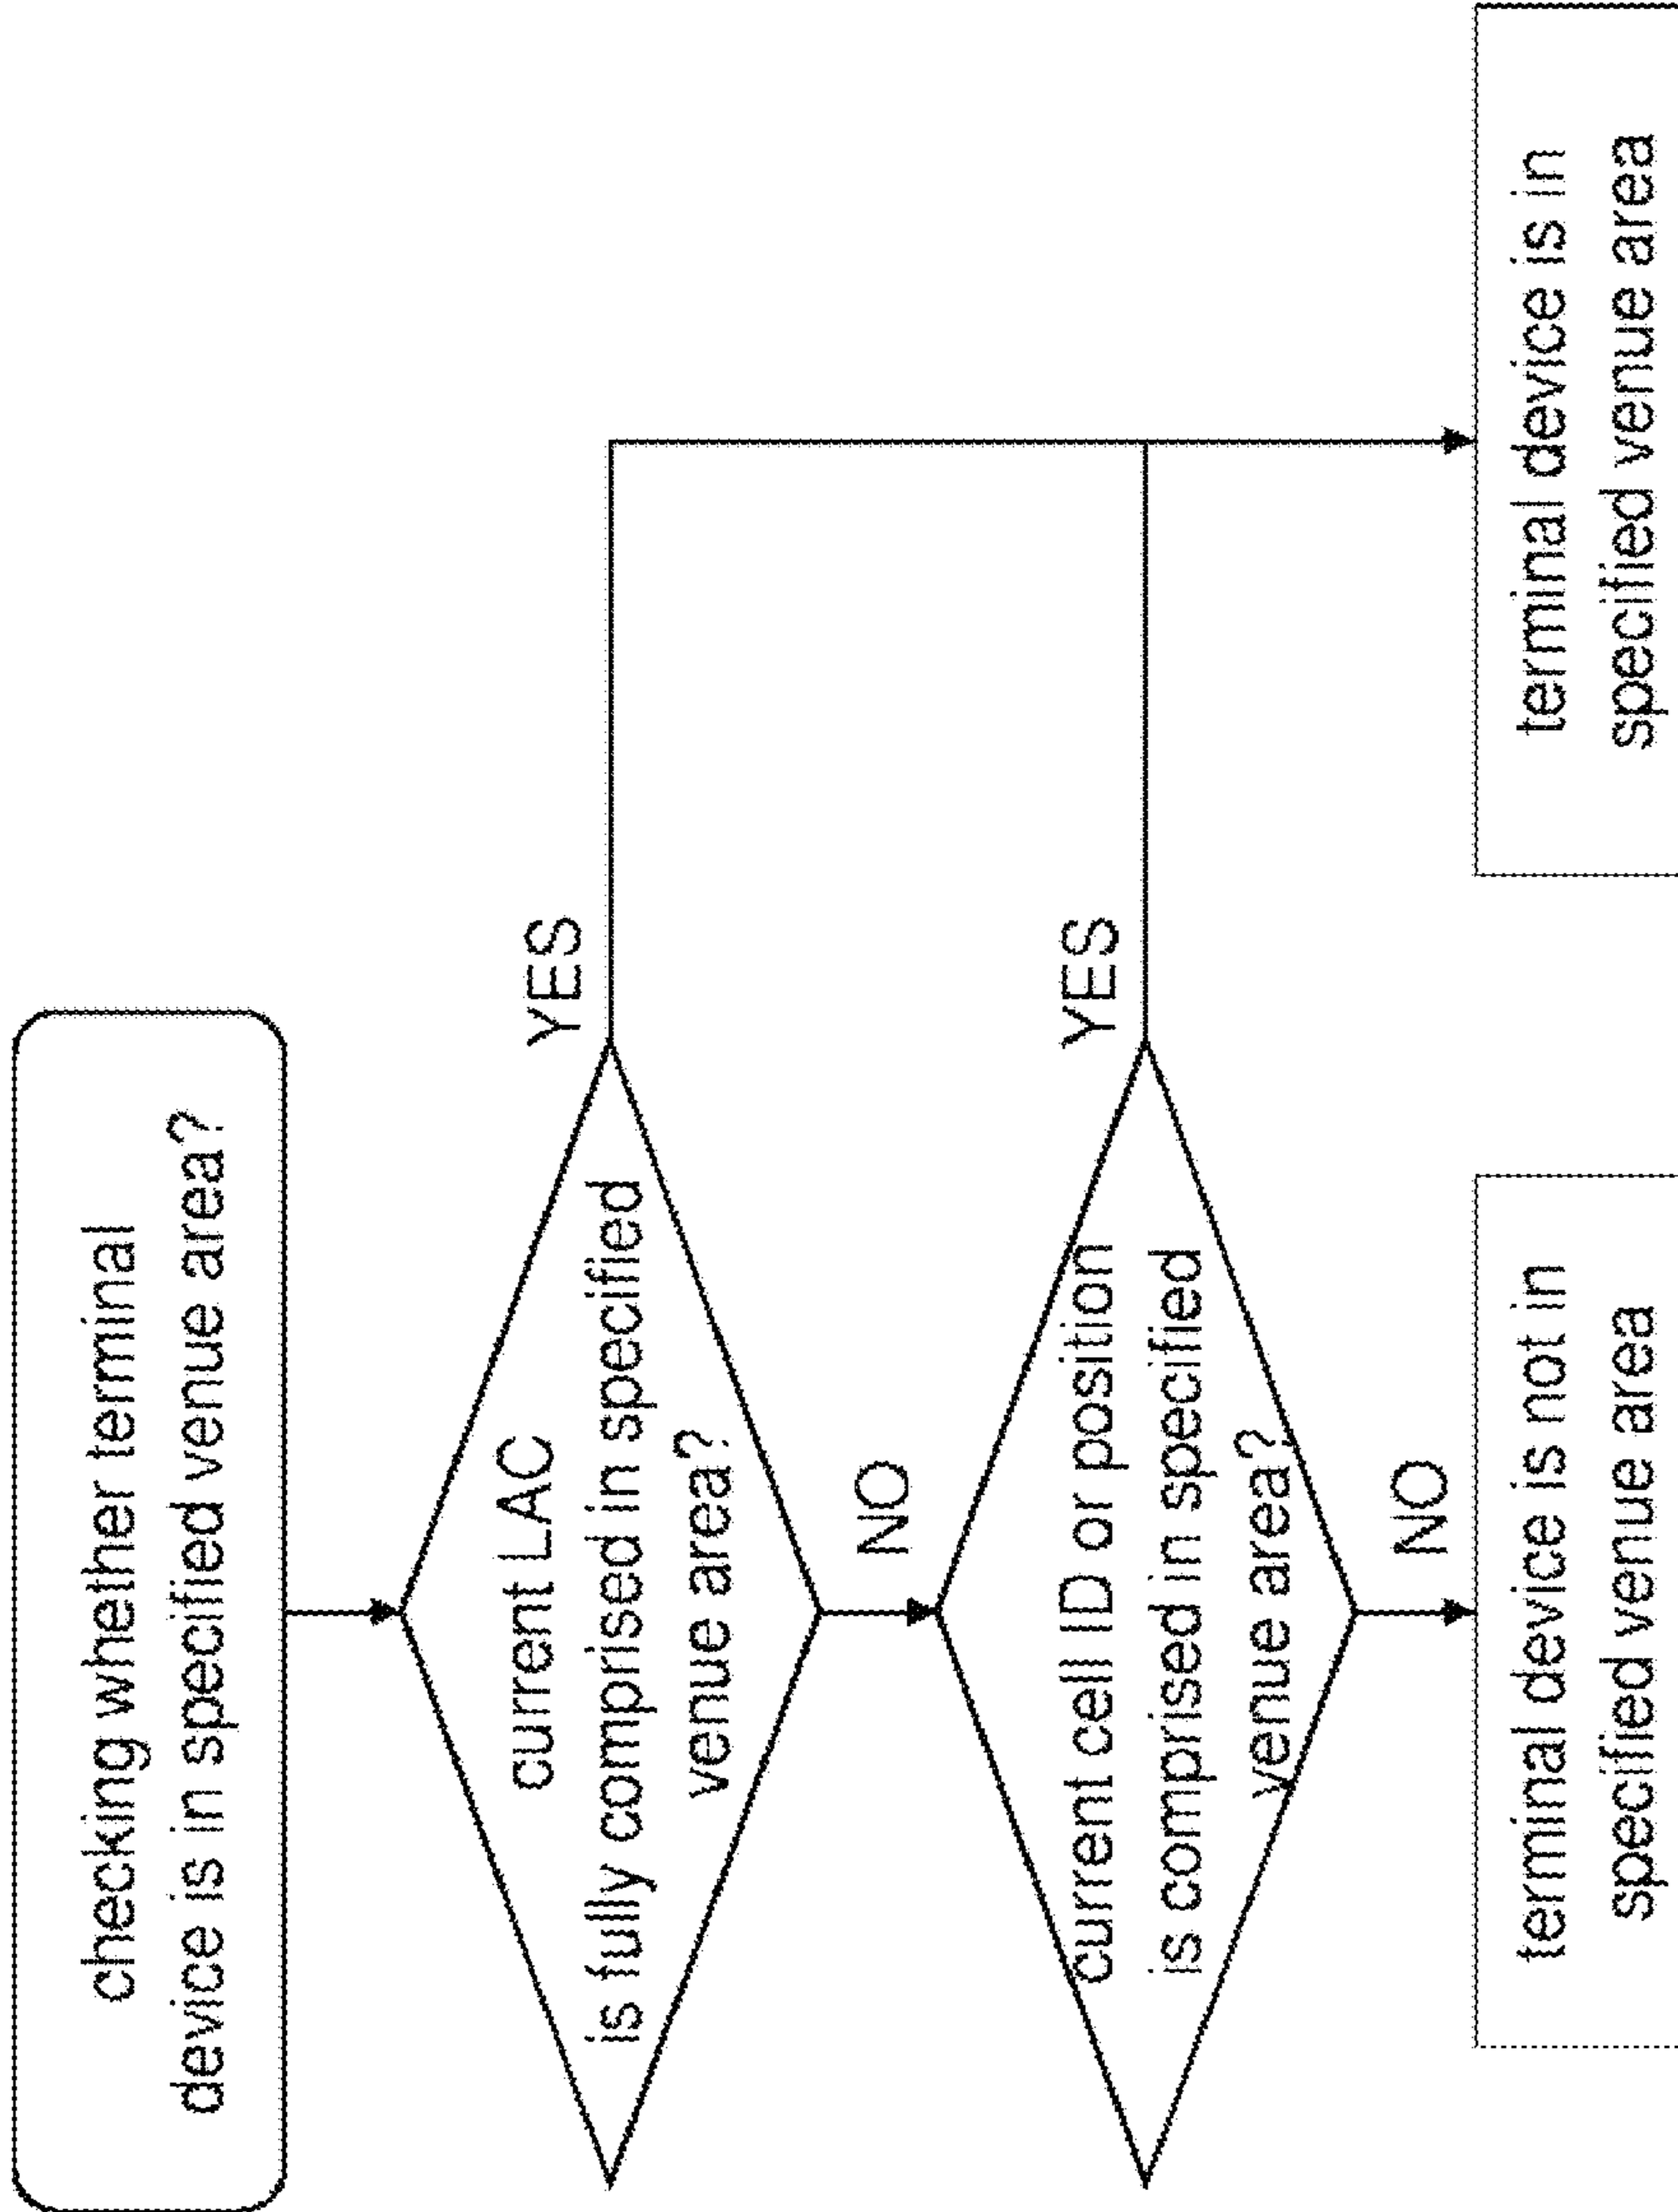 checking whether terminal
device is in specified venue area?
current LAC
is fully comprised in specified
venue area?
YES
NO
current cell ID or position
is comprised in specified
venue area?
YES
NO
terminal device is not in
specified venue area
terminal device is in
specified venue area